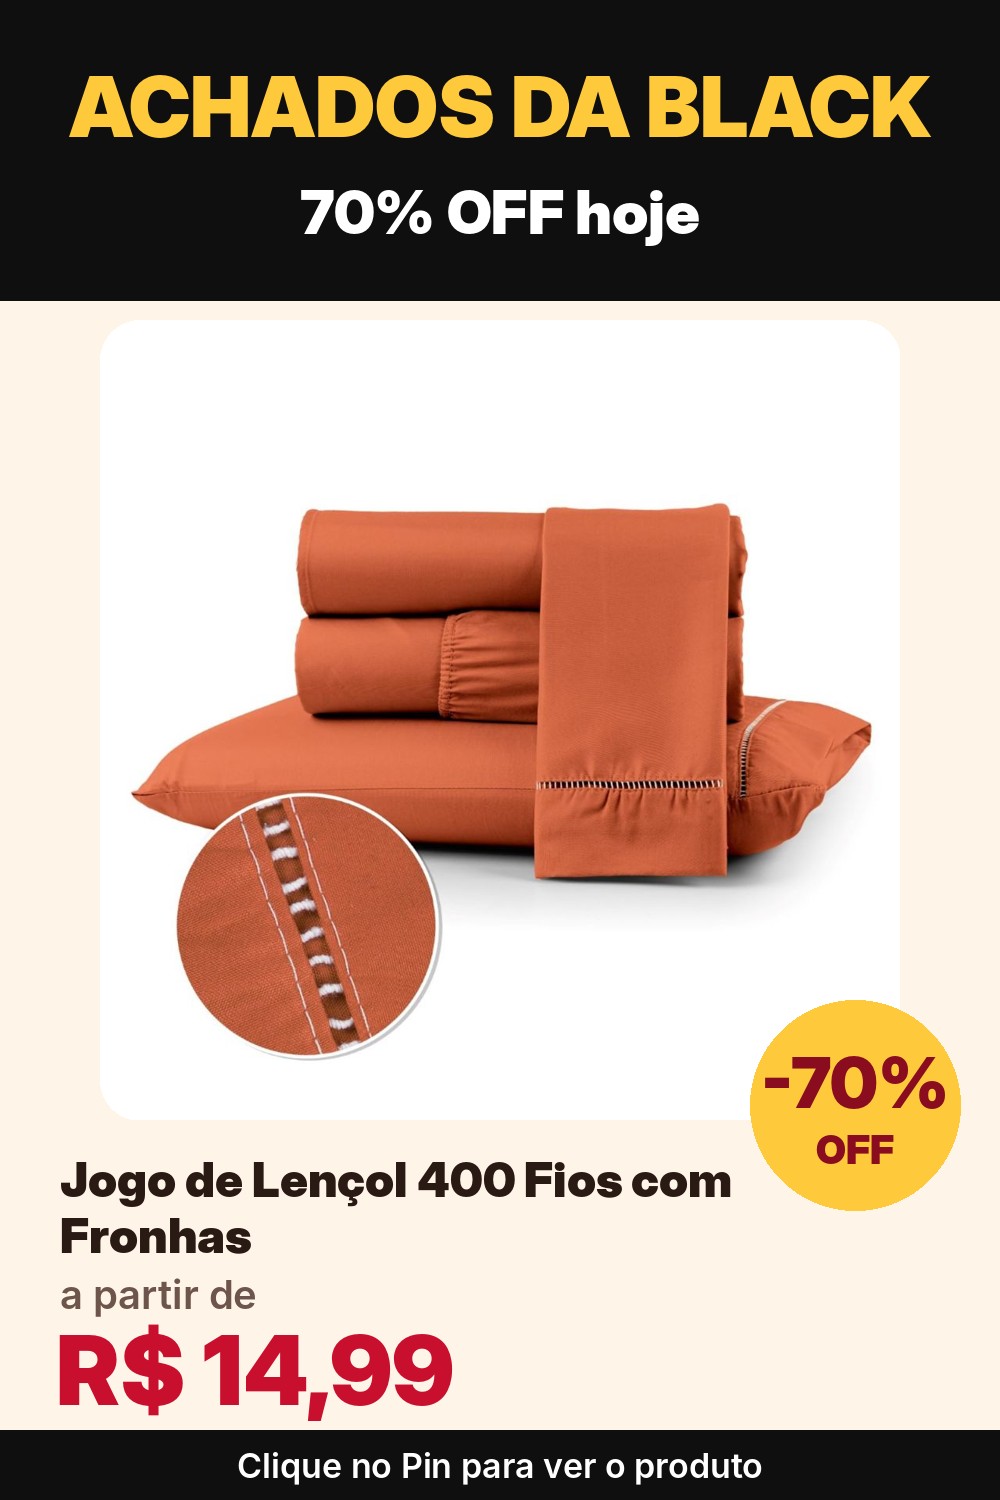 ACHADOS DA BLACK
70% OFF hoje
-70%
OFF
Jogo de Lençol 400 Fios com
Fronhas
a partir de
R$ 14,99
Clique no Pin para ver o produto